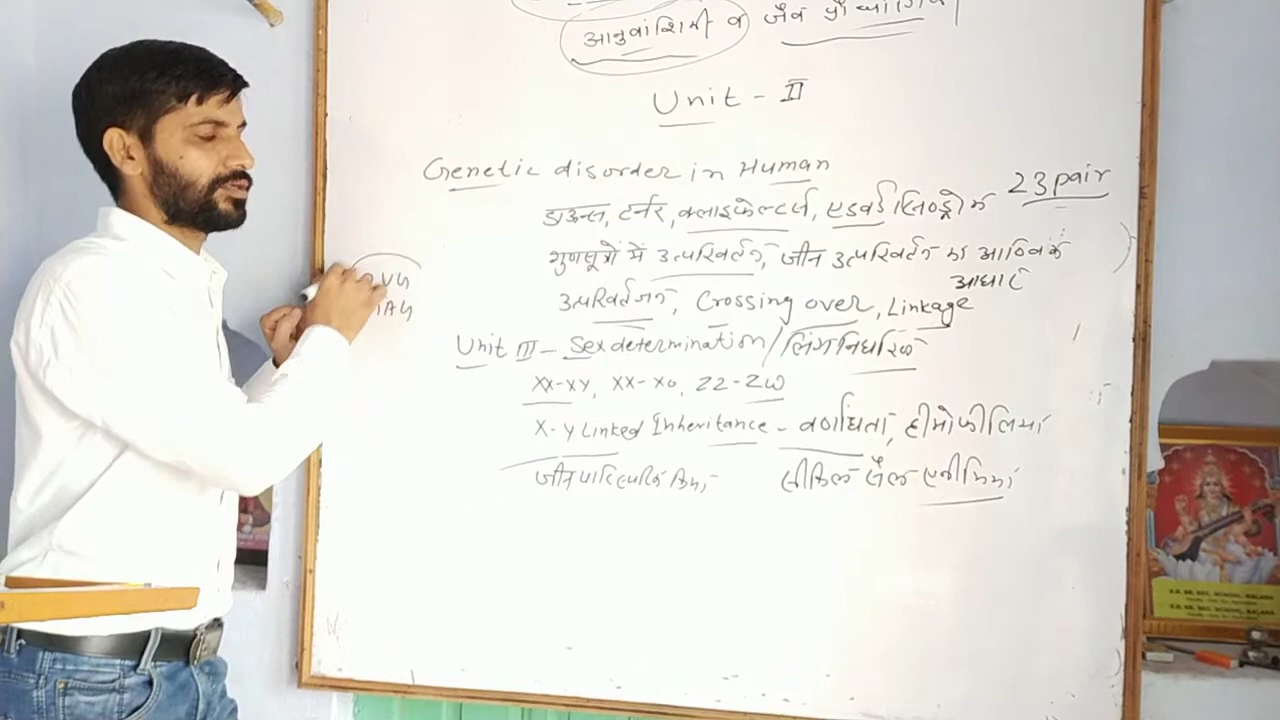 आनुवांशिकी व जैव
Unit - II
Genetic disorder in Human
23 pair
डाऊन्स, टर्नर, क्लाइफेल्टर्स, एडवर्ड सिण्ड्रोम
गुणसूत्रों में उत्परिवर्तन, जीन उत्परिवर्तन का आण्विक
आधार
उत्परिवर्तजन, Crossing over, Linkage
Unit III - Sex determination / लिंग निर्धारण
XX-XY, XX-XO, ZZ-ZW
X-Y Linked Inheritance - वर्णांधता, हीमोफीलिया
सीकिल सैल एनीमिया